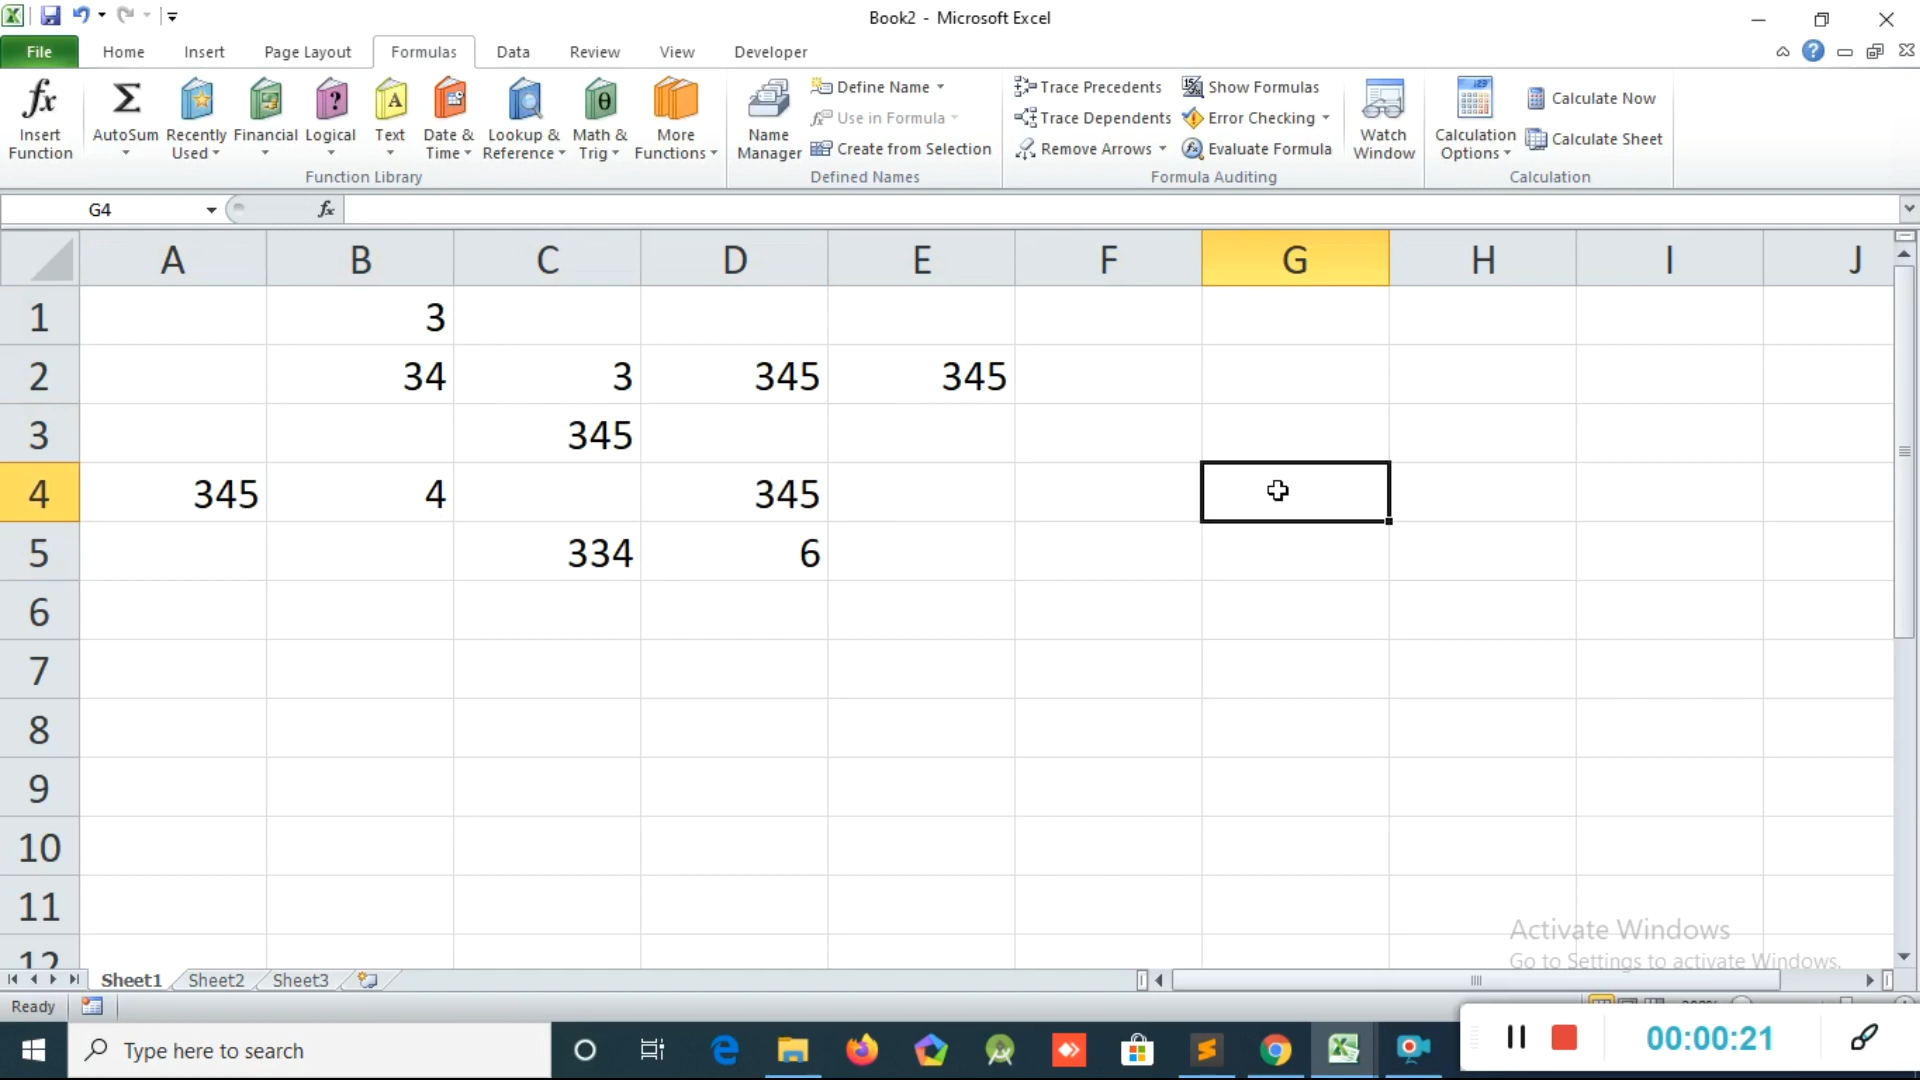 Book2 - Microsoft Excel
File Home Insert Page Layout Formulas Data Review View Developer
fx Insert Function
Σ AutoSum
Recently Used
Financial
Logical
Text
Date & Time
Lookup & Reference
Math & Trig
More Functions
Function Library
Name Manager
Define Name
Use in Formula
Create from Selection
Defined Names
Trace Precedents
Trace Dependents
Remove Arrows
Show Formulas
Error Checking
Evaluate Formula
Watch Window
Formula Auditing
Calculation Options
Calculate Now
Calculate Sheet
Calculation
G4 fx
A B C D E F G H I J
1 3
2 34 3 345 345
3 345
4 345 4 345
5 334 6
6
7
8
9
10
11
12
Activate Windows
Go to Settings to activate Windows.
Sheet1 Sheet2 Sheet3
Ready
Type here to search
00:00:21